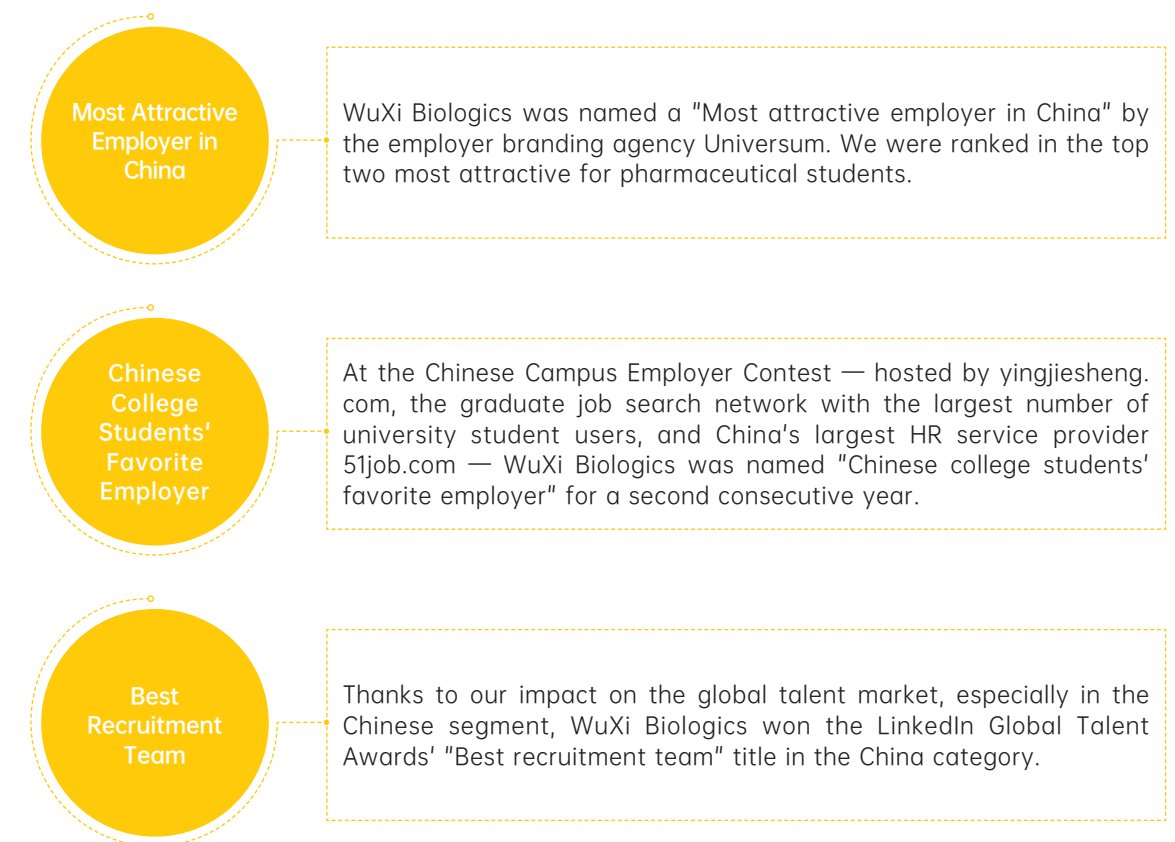 Most Attractive
Employer in
China
WuXi Biologics was named a "Most attractive employer in China" by
the employer branding agency Universum. We were ranked in the top
two most attractive for pharmaceutical students.
Chinese
College
Students'
Favorite
Employer
At the Chinese Campus Employer Contest — hosted by yingjiesheng.
com, the graduate job search network with the largest number of
university student users, and China's largest HR service provider
51job.com — WuXi Biologics was named "Chinese college students'
favorite employer" for a second consecutive year.
Best
Recruitment
Team
Thanks to our impact on the global talent market, especially in the
Chinese segment, WuXi Biologics won the LinkedIn Global Talent
Awards' "Best recruitment team" title in the China category.